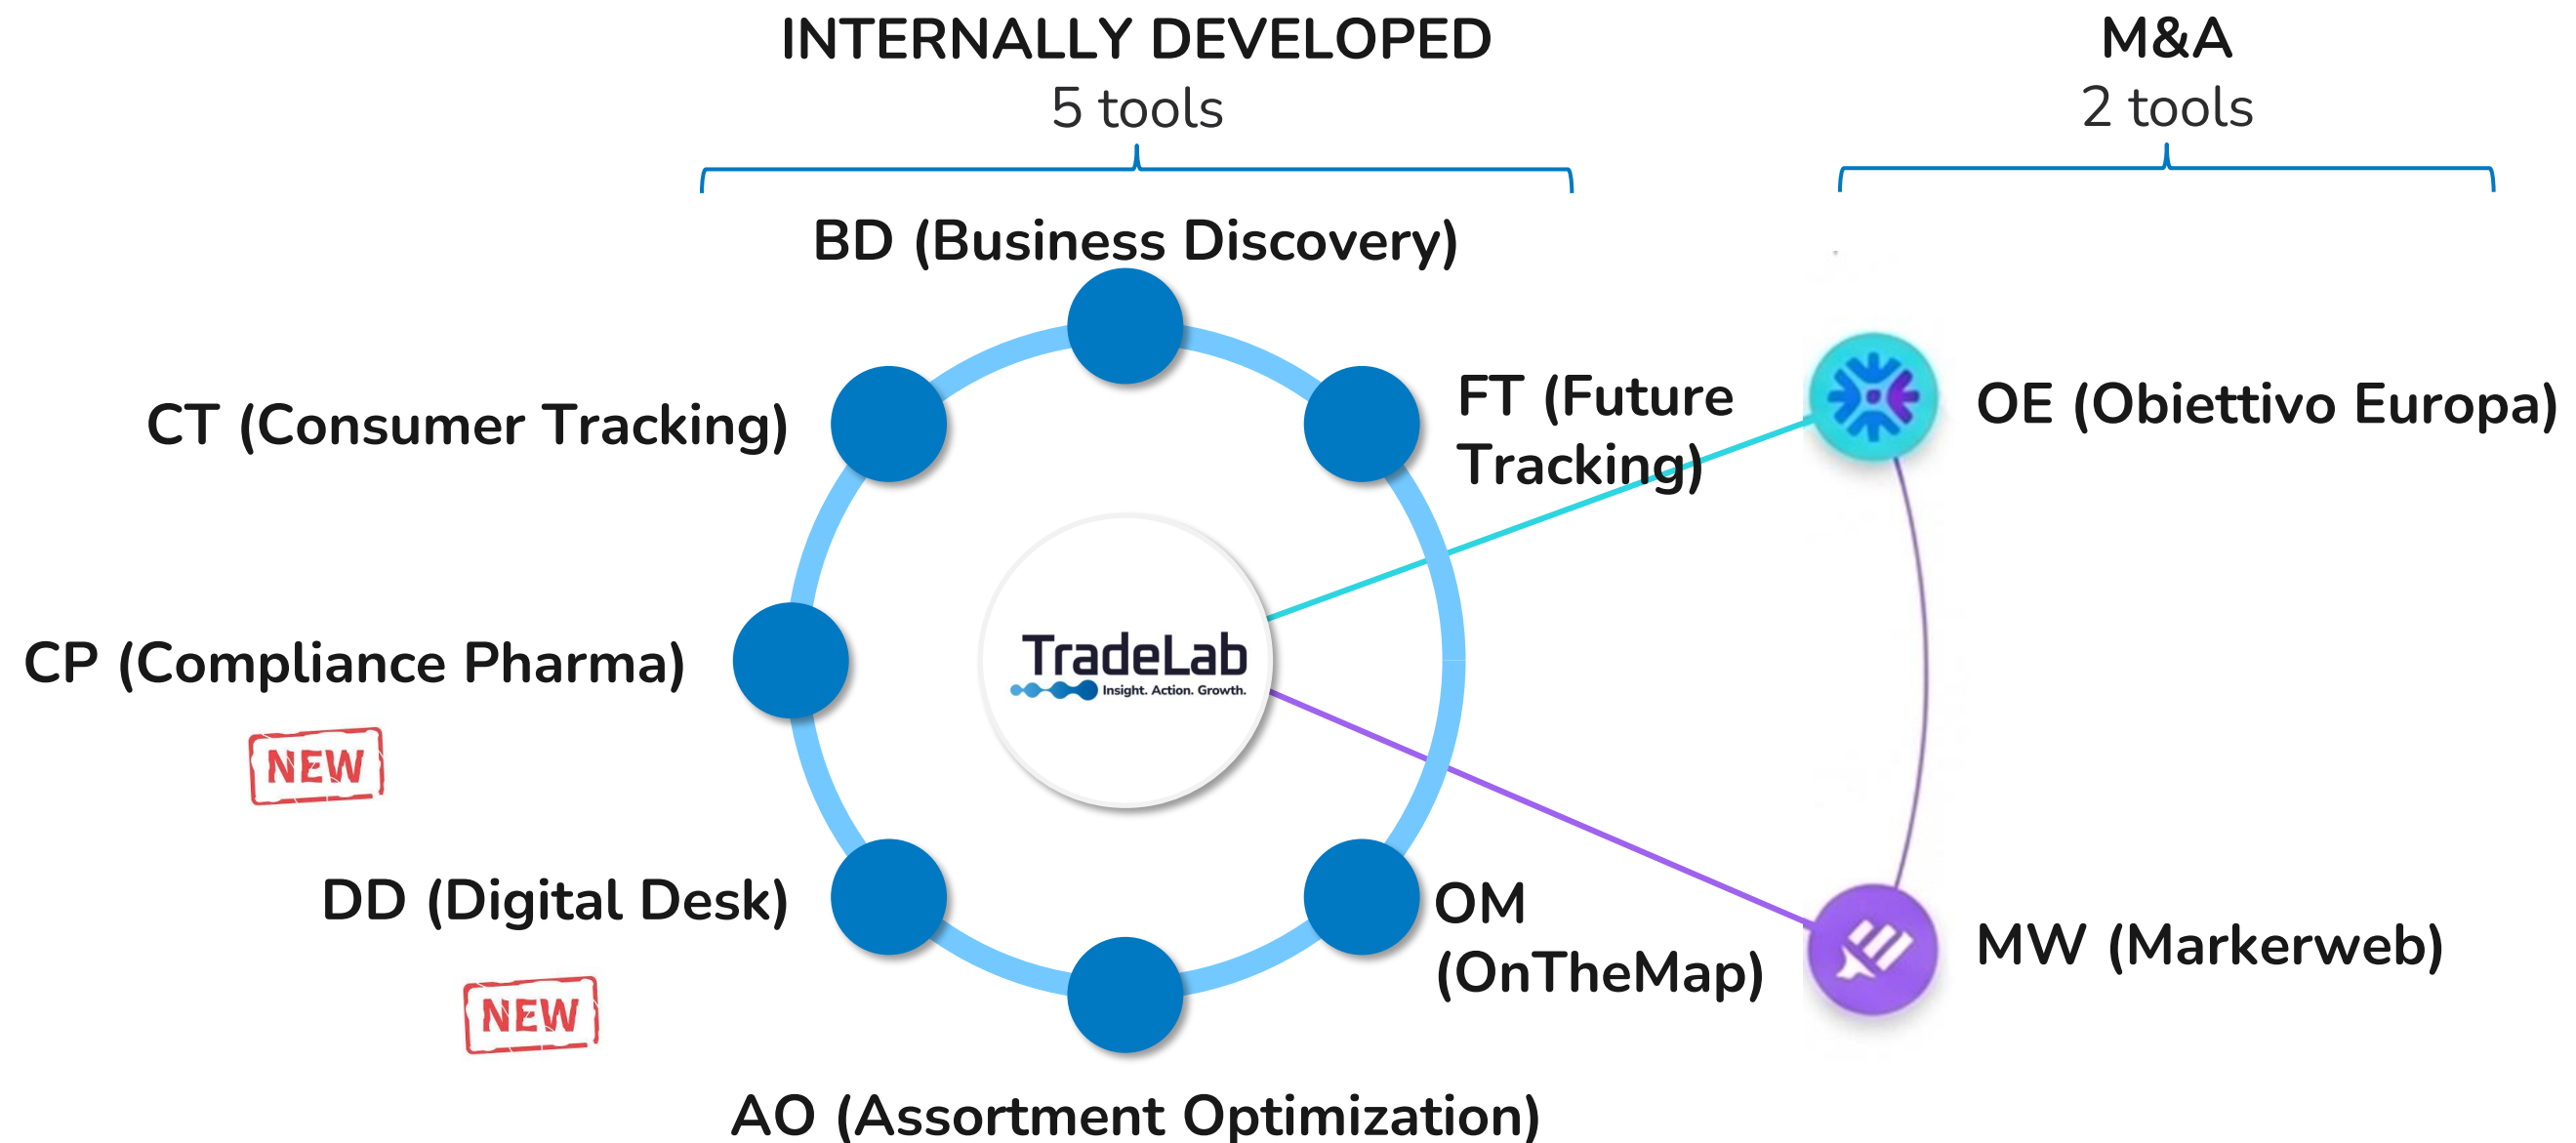 INTERNALLY DEVELOPED
5 tools
M&A
2 tools
BD (Business Discovery)
CT (Consumer Tracking)
FT (Future
Tracking)
OE (Obiettivo Europa)
CP (Compliance Pharma)
NEW
TradeLab
Insight. Action. Growth.
DD (Digital Desk)
NEW
OM
(OnTheMap)
MW (Markerweb)
AO (Assortment Optimization)